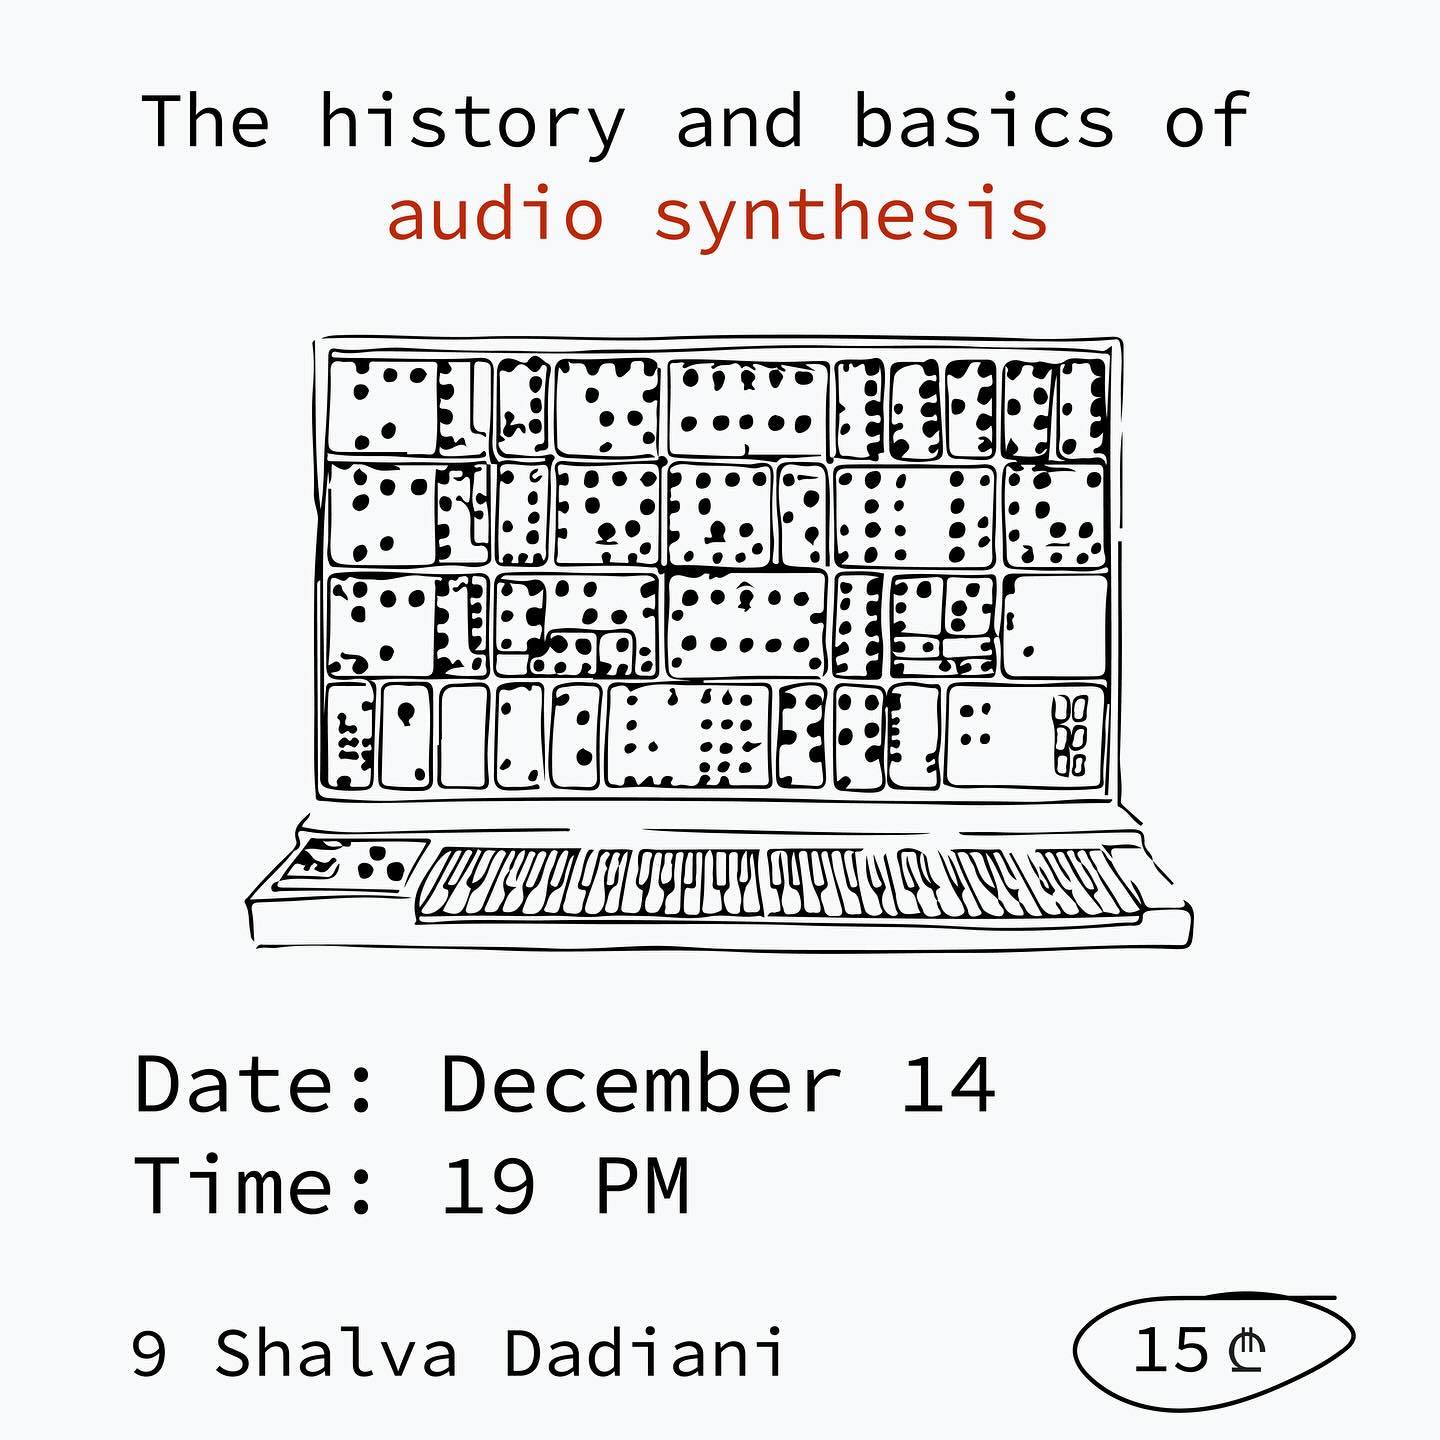 The history and basics of
audio synthesis
Date: December 14
Time: 19 PM
9 Shalva Dadiani
15 ₾